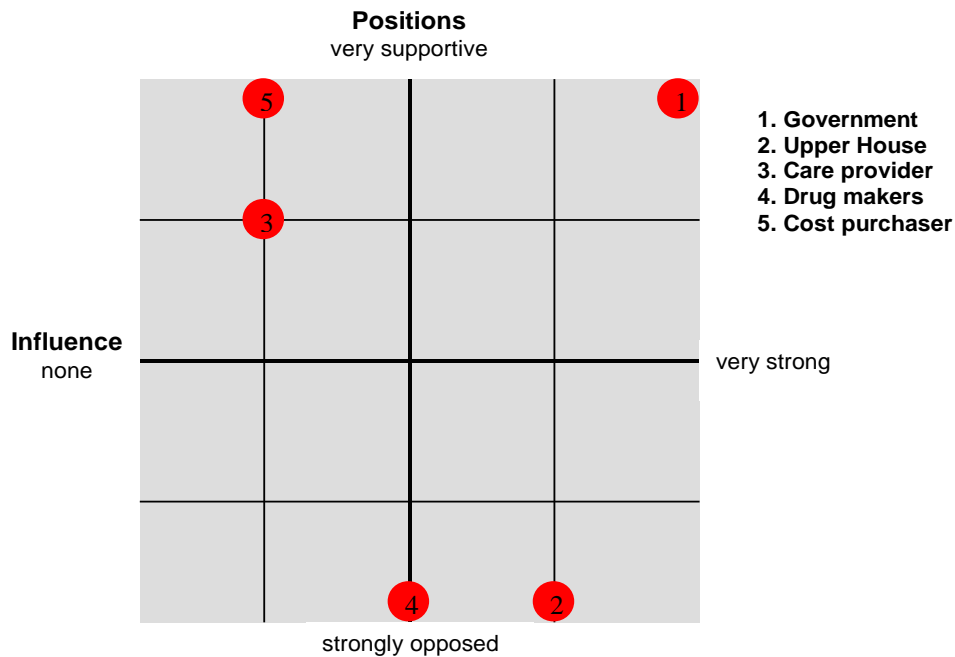 Positions
very supportive
5
1
1. Government
2. Upper House
3. Care provider
4. Drug makers
5. Cost purchaser
3
Influence
none
very strong
4
2
strongly opposed